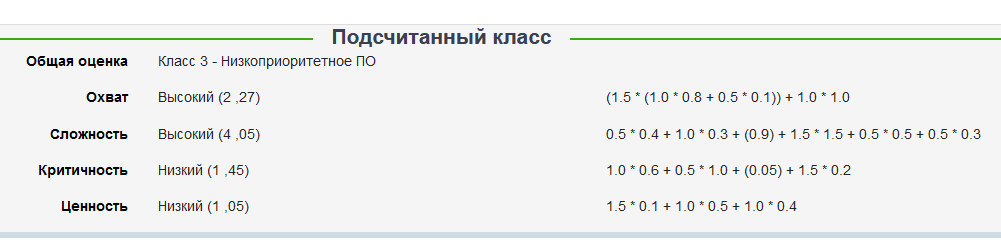 Подсчитанный класс
Общая оценка Класс 3 - Низкоприоритетное ПО
Охват Высокий (2 ,27) (1.5 * (1.0 * 0.8 + 0.5 * 0.1)) + 1.0 * 1.0
Сложность Высокий (4 ,05) 0.5 * 0.4 + 1.0 * 0.3 + (0.9) + 1.5 * 1.5 + 0.5 * 0.5 + 0.5 * 0.3
Критичность Низкий (1 ,45) 1.0 * 0.6 + 0.5 * 1.0 + (0.05) + 1.5 * 0.2
Ценность Низкий (1 ,05) 1.5 * 0.1 + 1.0 * 0.5 + 1.0 * 0.4